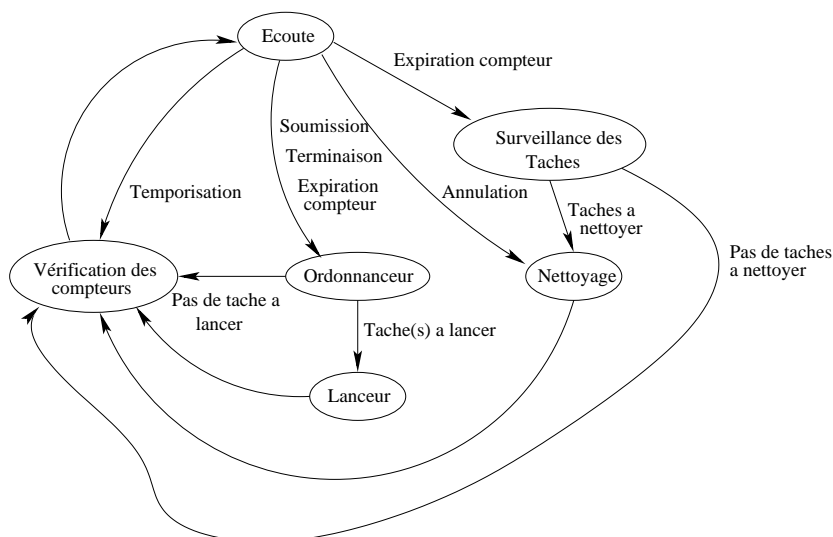 Ecoute
Expiration compteur
Soumission
Terminaison
Expiration
compteur
Surveillance des
Taches
Temporisation
Annulation
Taches a
nettoyer
Pas de taches
a nettoyer
Vérification des
compteurs
Ordonnanceur
Nettoyage
Pas de tache a
lancer
Tache(s) a lancer
Lanceur